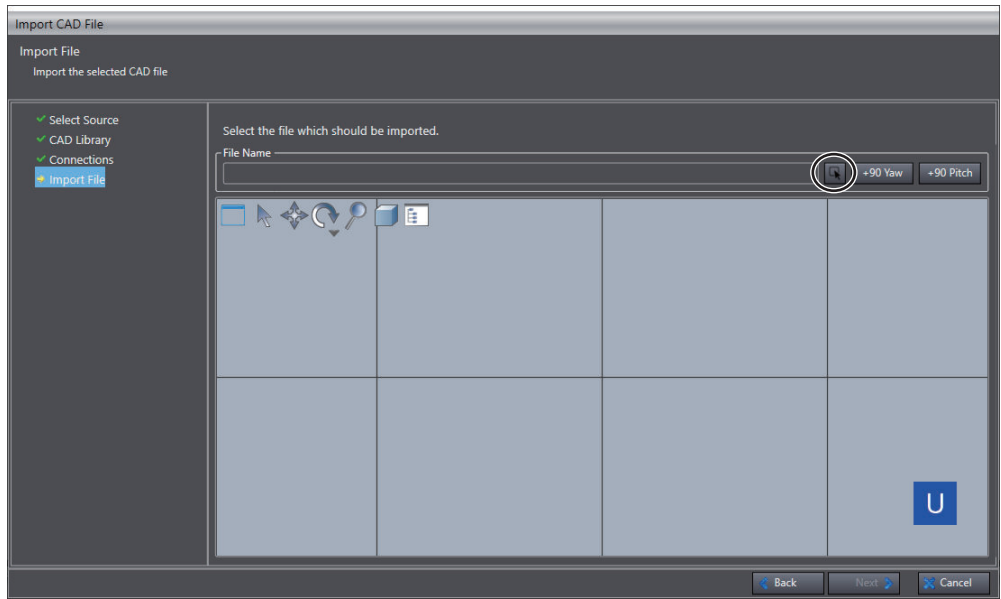 Import CAD File
Import File
Import the selected CAD file
Select Source
CAD Library
Connections
Import File
Select the file which should be imported.
File Name
+90 Yaw
+90 Pitch
U
Back
Next
Cancel